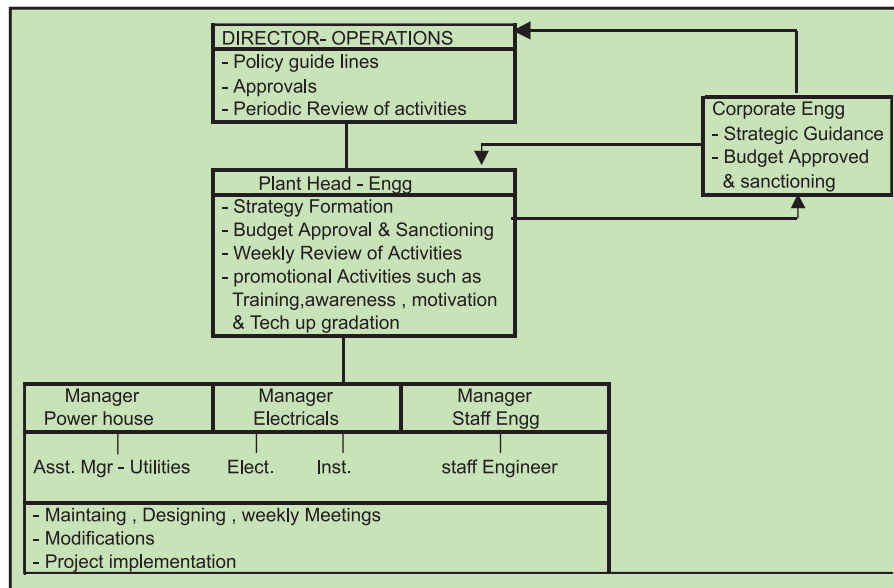 DIRECTOR- OPERATIONS
- Policy guide lines
- Approvals
- Periodic Review of activities
Corporate Engg
- Strategic Guidance
- Budget Approved
& sanctioning
Plant Head - Engg
- Strategy Formation
- Budget Approval & Sanctioning
- Weekly Review of Activities
- promotional Activities such as
Training,awareness , motivation
& Tech up gradation
Manager
Power house
Manager
Electricals
Manager
Staff Engg
Asst. Mgr - Utilities
Elect.
Inst.
staff Engineer
- Maintaing , Designing , weekly Meetings
- Modifications
- Project implementation